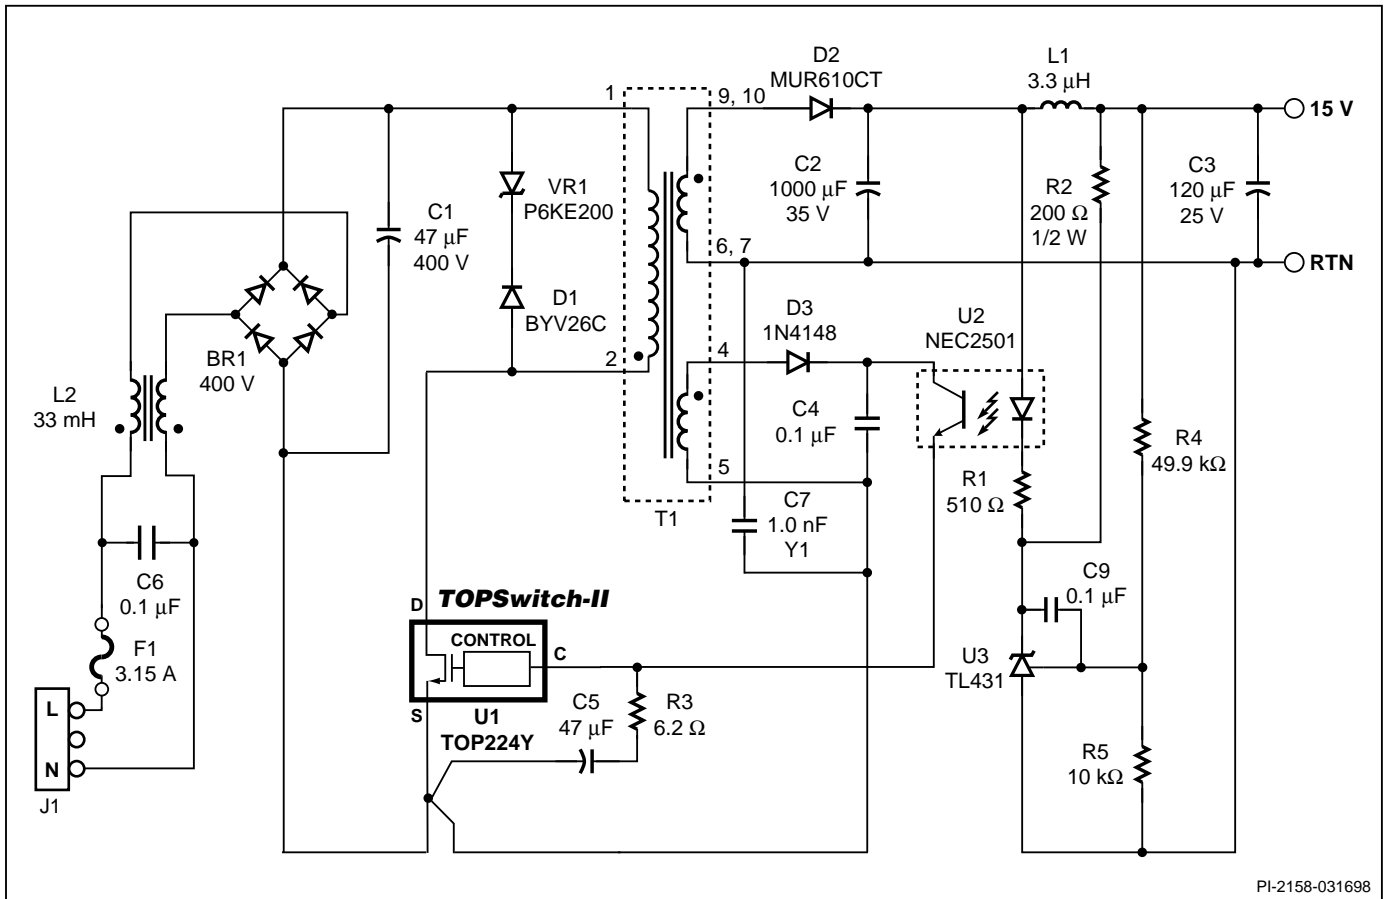 D2
MUR610CT
L1
3.3 μH
1
9, 10
15 V
VR1
P6KE200
C1
47 μF
400 V
C2
1000 μF
35 V
R2
200 Ω
1/2 W
C3
120 μF
25 V
6, 7
RTN
D1
BYV26C
D3
1N4148
U2
NEC2501
BR1
400 V
2
4
L2
33 mH
C4
0.1 μF
R4
49.9 kΩ
5
R1
510 Ω
T1
C7
1.0 nF
Y1
C6
0.1 μF
C9
0.1 μF
D
TOPSwitch-II
CONTROL
C
F1
3.15 A
U3
TL431
S
U1
TOP224Y
C5
47 μF
R3
6.2 Ω
L
N
J1
R5
10 kΩ
PI-2158-031698